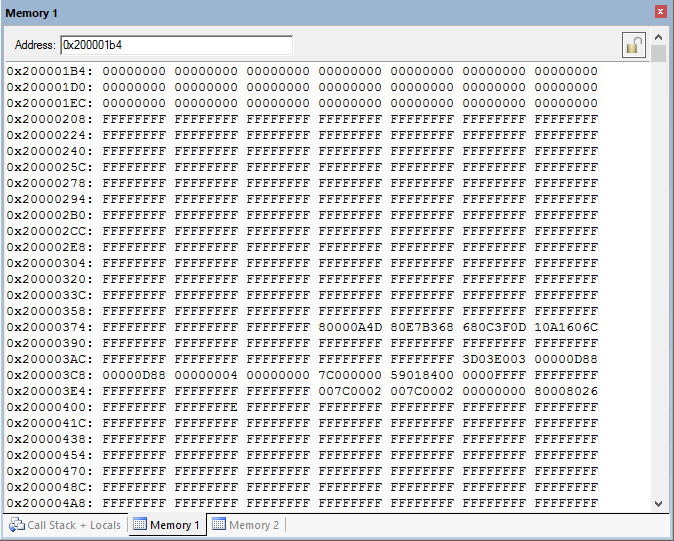 Memory 1
Address: 0x200001b4
0x200001B4: 00000000 00000000 00000000 00000000 00000000 00000000 00000000
0x200001D0: 00000000 00000000 00000000 00000000 00000000 00000000 00000000
0x200001EC: 00000000 00000000 00000000 00000000 00000000 00000000 00000000
0x20000208: FFFFFFFF FFFFFFFF FFFFFFFF FFFFFFFF FFFFFFFF FFFFFFFF FFFFFFFF
0x20000224: FFFFFFFF FFFFFFFF FFFFFFFF FFFFFFFF FFFFFFFF FFFFFFFF FFFFFFFF
0x20000240: FFFFFFFF FFFFFFFF FFFFFFFF FFFFFFFF FFFFFFFF FFFFFFFF FFFFFFFF
0x2000025C: FFFFFFFF FFFFFFFF FFFFFFFF FFFFFFFF FFFFFFFF FFFFFFFF FFFFFFFF
0x20000278: FFFFFFFF FFFFFFFF FFFFFFFF FFFFFFFF FFFFFFFF FFFFFFFF FFFFFFFF
0x20000294: FFFFFFFF FFFFFFFF FFFFFFFF FFFFFFFF FFFFFFFF FFFFFFFF FFFFFFFF
0x200002B0: FFFFFFFF FFFFFFFF FFFFFFFF FFFFFFFF FFFFFFFF FFFFFFFF FFFFFFFF
0x200002CC: FFFFFFFF FFFFFFFF FFFFFFFF FFFFFFFF FFFFFFFF FFFFFFFF FFFFFFFF
0x200002E8: FFFFFFFF FFFFFFFF FFFFFFFF FFFFFFFF FFFFFFFF FFFFFFFF FFFFFFFF
0x20000304: FFFFFFFF FFFFFFFF FFFFFFFF FFFFFFFF FFFFFFFF FFFFFFFF FFFFFFFF
0x20000320: FFFFFFFF FFFFFFFF FFFFFFFF FFFFFFFF FFFFFFFF FFFFFFFF FFFFFFFF
0x2000033C: FFFFFFFF FFFFFFFF FFFFFFFF FFFFFFFF FFFFFFFF FFFFFFFF FFFFFFFF
0x20000358: FFFFFFFF FFFFFFFF FFFFFFFF FFFFFFFF FFFFFFFF FFFFFFFF FFFFFFFF
0x20000374: FFFFFFFF FFFFFFFF FFFFFFFF 80000A4D 80E7B368 680C3F0D 10A1606C
0x20000390: FFFFFFFF FFFFFFFF FFFFFFFF FFFFFFFF FFFFFFFF FFFFFFFF FFFFFFFF
0x200003AC: FFFFFFFF FFFFFFFF FFFFFFFF FFFFFFFF FFFFFFFF 3D03E003 00000D88
0x200003C8: 00000D88 00000004 00000000 7C000000 59018400 0000FFFF FFFFFFFF
0x200003E4: FFFFFFFF FFFFFFFF FFFFFFFF 007C0002 007C0002 00000000 80008026
0x20000400: FFFFFFFF FFFFFFFE FFFFFFFF FFFFFFFF FFFFFFFF FFFFFFFF FFFFFFFF
0x2000041C: FFFFFFFF FFFFFFFF FFFFFFFF FFFFFFFF FFFFFFFF FFFFFFFF FFFFFFFF
0x20000438: FFFFFFFF FFFFFFFF FFFFFFFF FFFFFFFF FFFFFFFF FFFFFFFF FFFFFFFF
0x20000454: FFFFFFFF FFFFFFFF FFFFFFFF FFFFFFFF FFFFFFFF FFFFFFFF FFFFFFFF
0x20000470: FFFFFFFF FFFFFFFF FFFFFFFF FFFFFFFF FFFFFFFF FFFFFFFF FFFFFFFF
0x2000048C: FFFFFFFF FFFFFFFF FFFFFFFF FFFFFFFF FFFFFFFF FFFFFFFF FFFFFFFF
0x200004A8: FFFFFFFF FFFFFFFF FFFFFFFF FFFFFFFF FFFFFFFF FFFFFFFF FFFFFFFF
Call Stack + Locals Memory 1 Memory 2